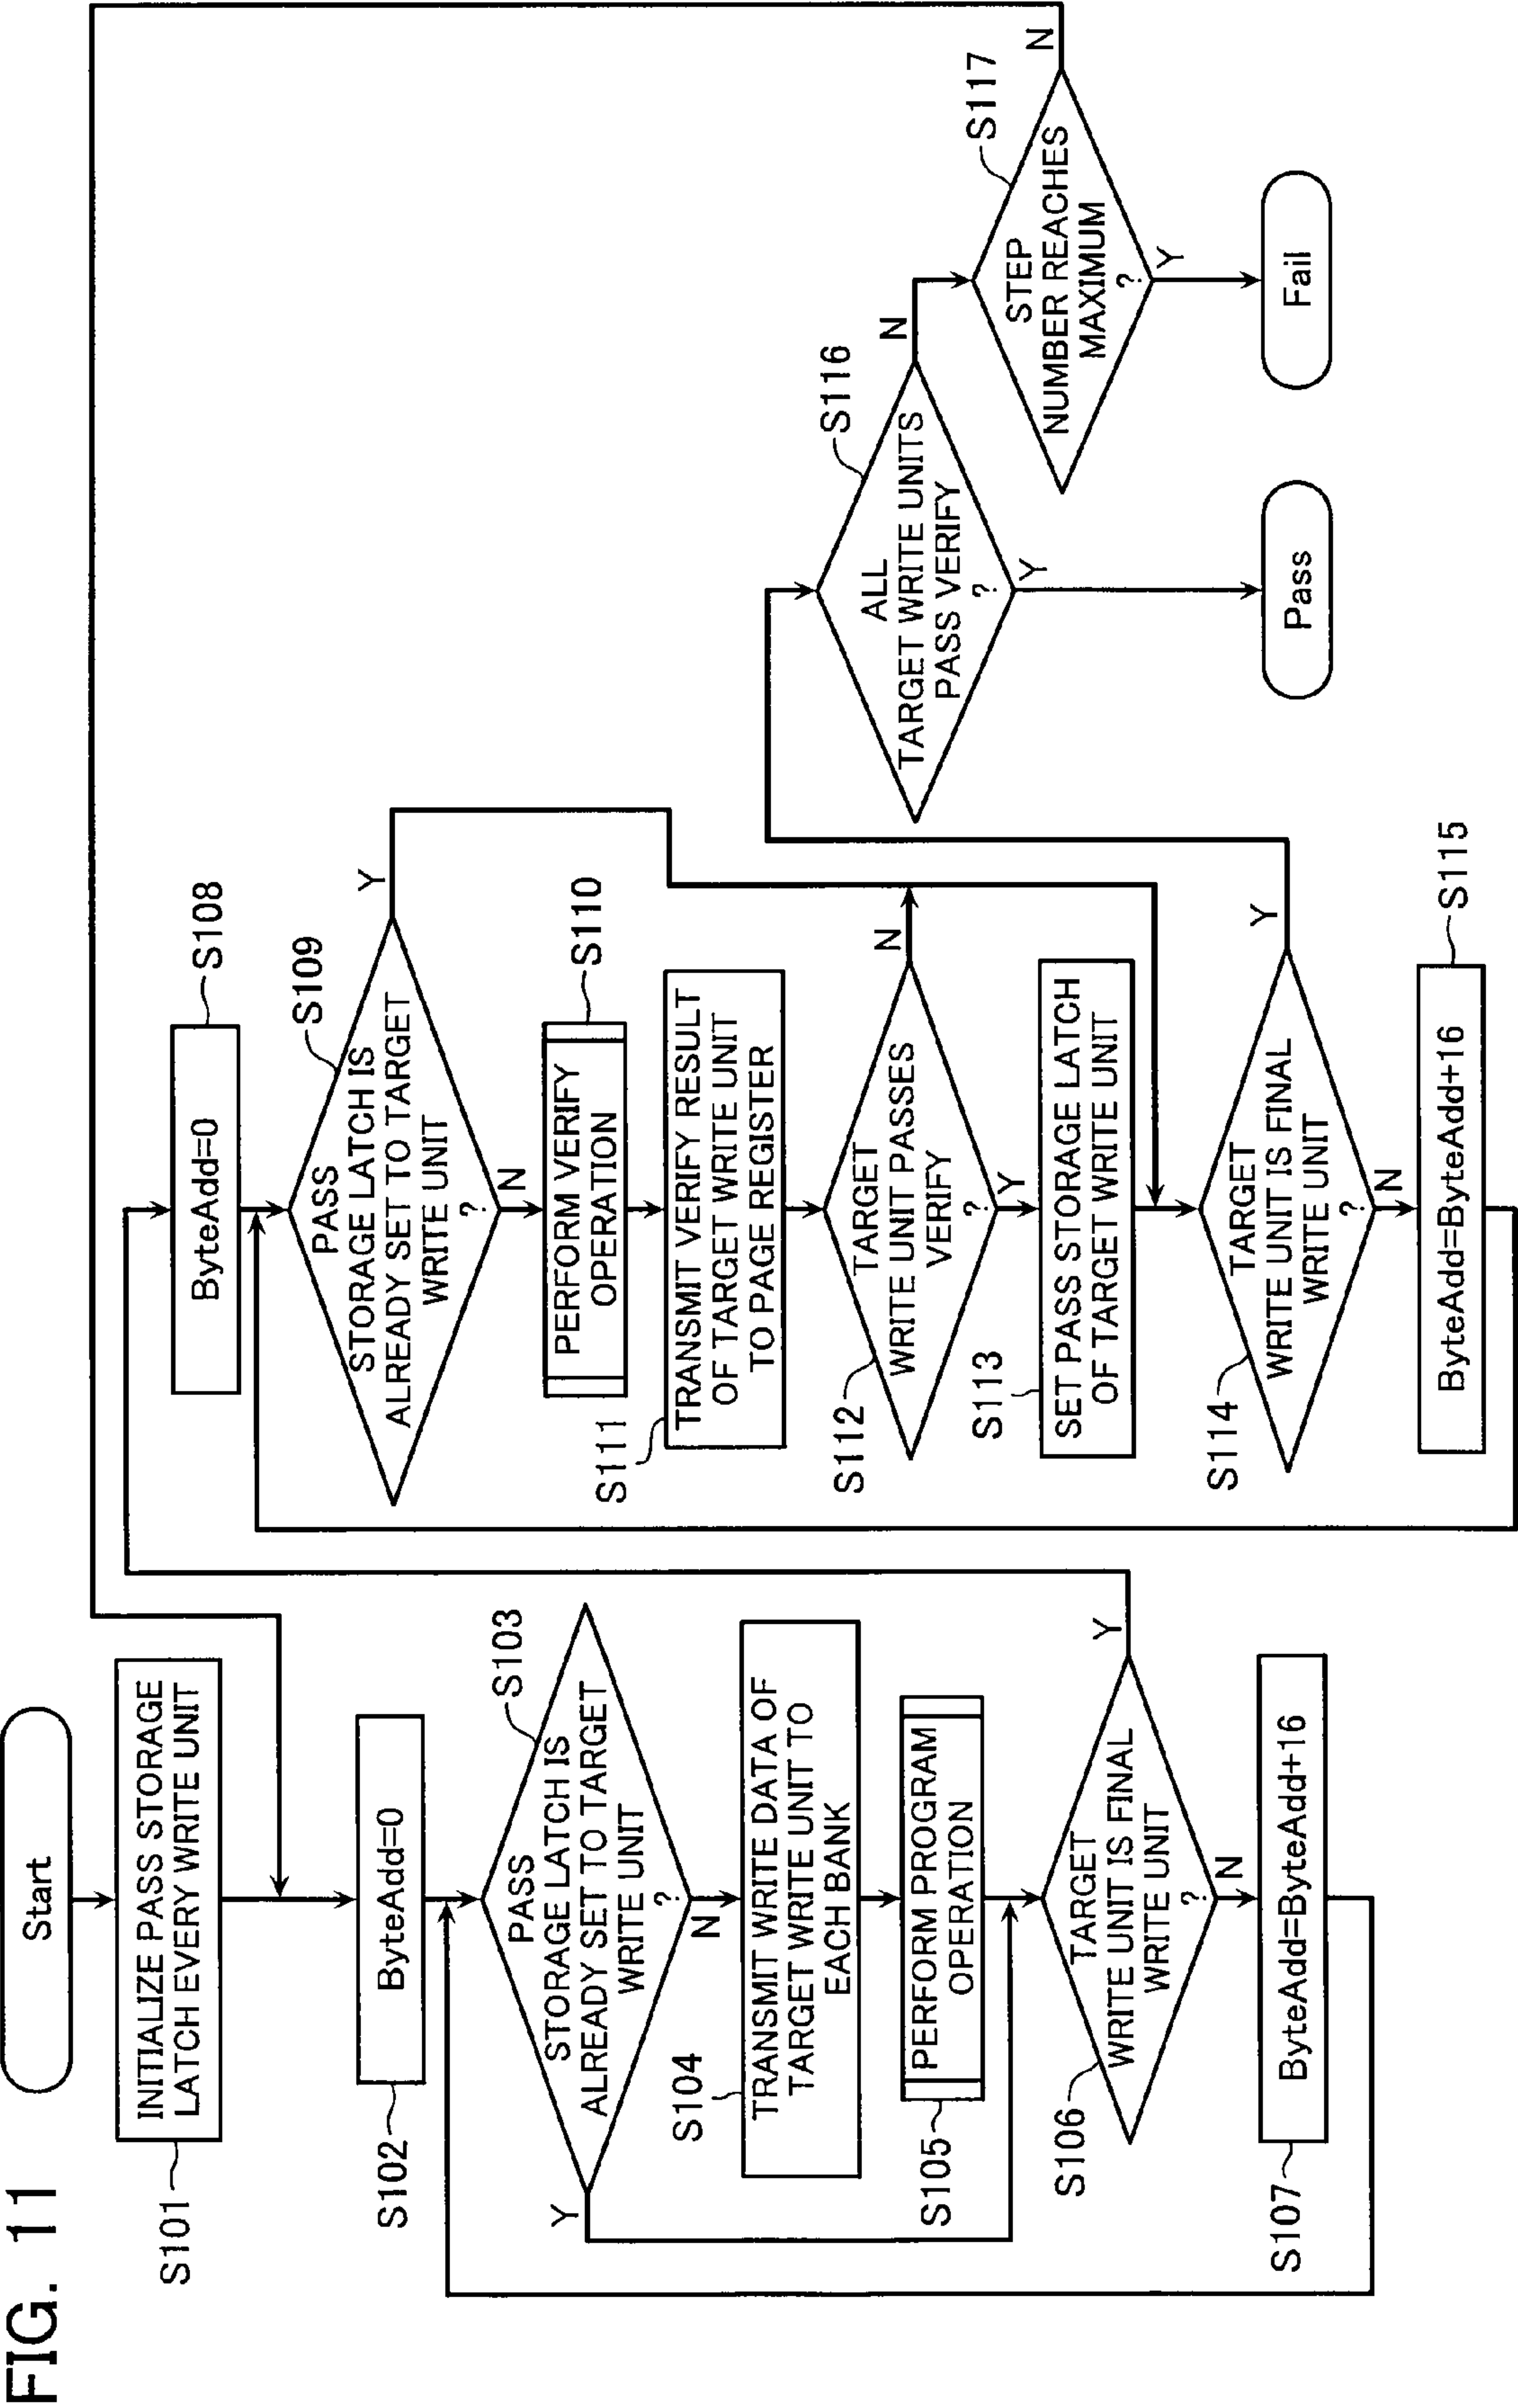 FIG. 11
Start
INITIALIZE PASS STORAGE
LATCH EVERY WRITE UNIT
S101
ByteAdd=0
S102
PASS
STORAGE LATCH IS
ALREADY SET TO TARGET
WRITE UNIT
?
S103
Y
N
TRANSMIT WRITE DATA OF
TARGET WRITE UNIT TO
EACH BANK
S104
PERFORM PROGRAM
OPERATION
S105
TARGET
WRITE UNIT IS FINAL
WRITE UNIT
?
S106
Y
N
ByteAdd=ByteAdd+16
S107
ByteAdd=0
S108
PASS
STORAGE LATCH IS
ALREADY SET TO TARGET
WRITE UNIT
?
S109
Y
N
PERFORM VERIFY
OPERATION
S110
TRANSMIT VERIFY RESULT
OF TARGET WRITE UNIT
TO PAGE REGISTER
S111
TARGET
WRITE UNIT PASSES
VERIFY
?
S112
N
Y
SET PASS STORAGE LATCH
OF TARGET WRITE UNIT
S113
TARGET
WRITE UNIT IS FINAL
WRITE UNIT
?
S114
Y
N
ByteAdd=ByteAdd+16
S115
ALL
TARGET WRITE UNITS
PASS VERIFY
?
S116
N
Y
Pass
STEP
NUMBER REACHES
MAXIMUM
?
S117
N
Y
Fail